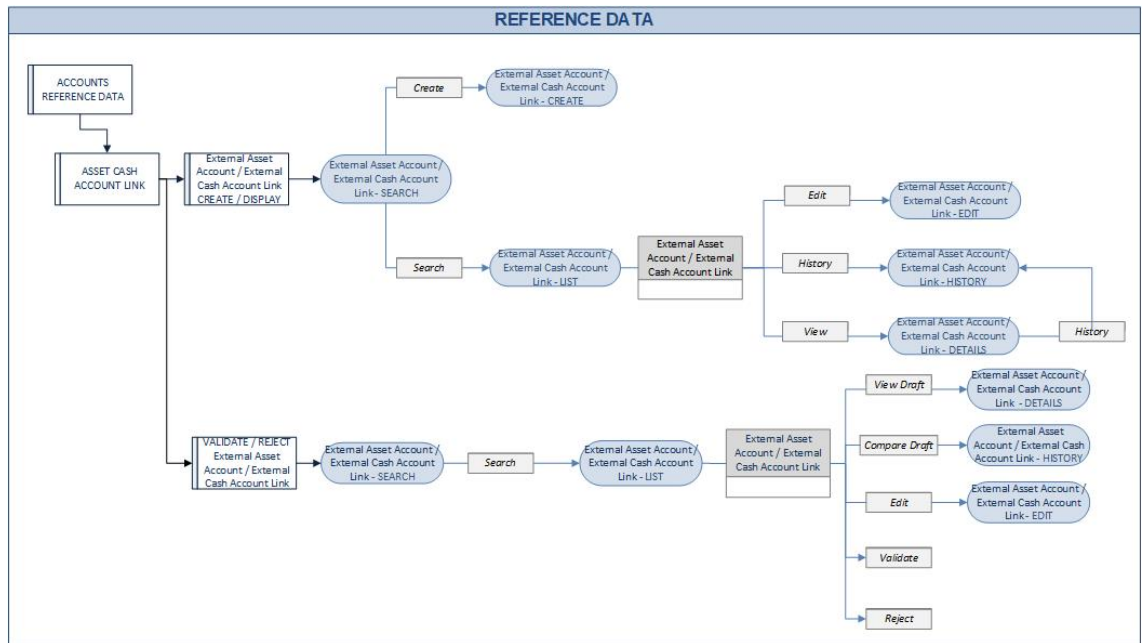 REFERENCE DATA
ACCOUNTS
REFERENCE DATA
ASSET CASH
ACCOUNT LINK
External Asset
Account / External
Cash Account Link
CREATE / DISPLAY
External Asset Account /
External Cash Account
Link - SEARCH
Create
External Asset Account /
External Cash Account
Link - CREATE
Search
External Asset Account /
External Cash Account
Link - LIST
External Asset
Account / External
Cash Account Link
Edit
External Asset Account /
External Cash Account
Link - EDIT
History
External Asset Account /
External Cash Account
Link - HISTORY
View
External Asset Account /
External Cash Account
Link - DETAILS
History
VALIDATE / REJECT
External Asset
Account / External
Cash Account Link
External Asset Account /
External Cash Account
Link - SEARCH
Search
External Asset Account /
External Cash Account
Link - LIST
External Asset
Account / External
Cash Account Link
View Draft
External Asset Account /
External Cash Account
Link - DETAILS
Compare Draft
External Asset
Account / External Cash
Account Link - HISTORY
Edit
External Asset Account /
External Cash Account
Link - EDIT
Validate
Reject